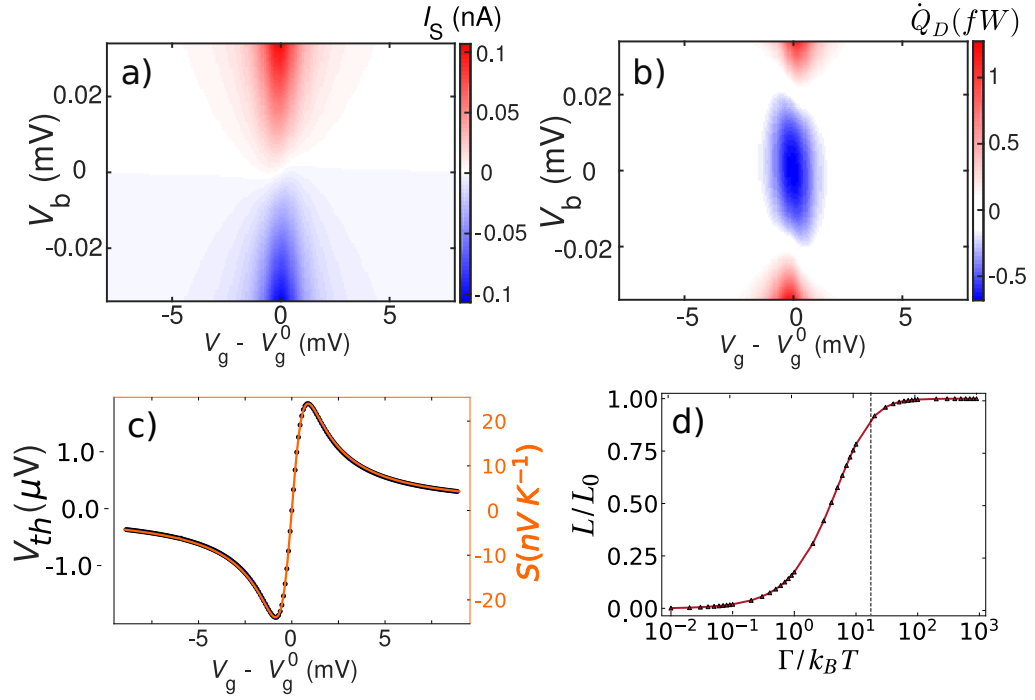 I_S (nA)
a)
0.1
0.05
0
-0.05
-0.1
0.02
0
-0.02
V_b (mV)
-5
0
5
V_g - V_g^0 (mV)
Q̇_D(fW)
b)
1
0.5
0
-0.5
0.02
0
-0.02
V_b (mV)
-5
0
5
V_g - V_g^0 (mV)
c)
1.0
0.0
-1.0
V_th(μV)
20
10
0
-10
-20
S(nV K^−1)
-5
0
5
V_g - V_g^0 (mV)
d)
1.00
0.75
0.50
0.25
0.00
L/L_0
10^−2
10^−1
10^0
10^1
10^2
10^3
Γ/k_BT